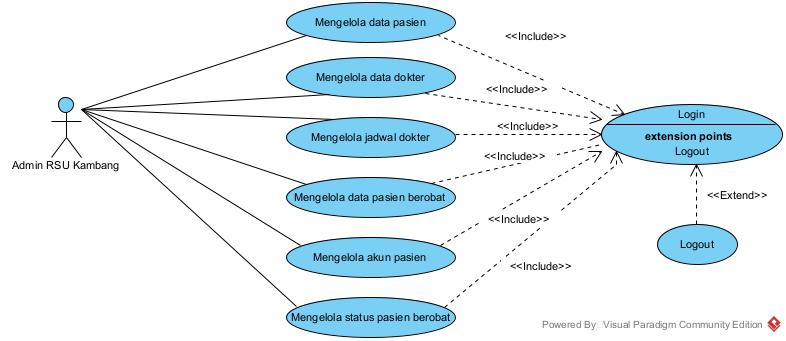 Mengelola data pasien
<<Include>>
Mengelola data dokter
<<Include>>
Login
Mengelola jadwal dokter
<<Include>>
extension points
Logout
Admin RSU Kambang
<<Include>>
Mengelola data pasien berobat
<<Extend>>
<<Include>>
Logout
Mengelola akun pasien
<<Include>>
Mengelola status pasien berobat
Powered By: Visual Paradigm Community Edition